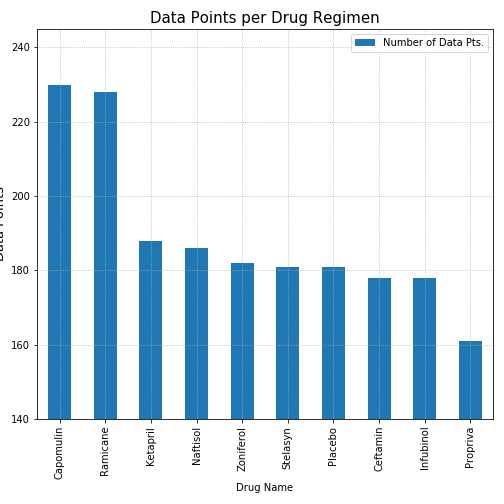 Data Points per Drug Regimen
Number of Data Pts.
240
220
200
180
160
140
Data Points
Capomulin
Ramicane
Ketapril
Naftisol
Zoniferol
Stelasyn
Placebo
Ceftamin
Infubinol
Propriva
Drug Name